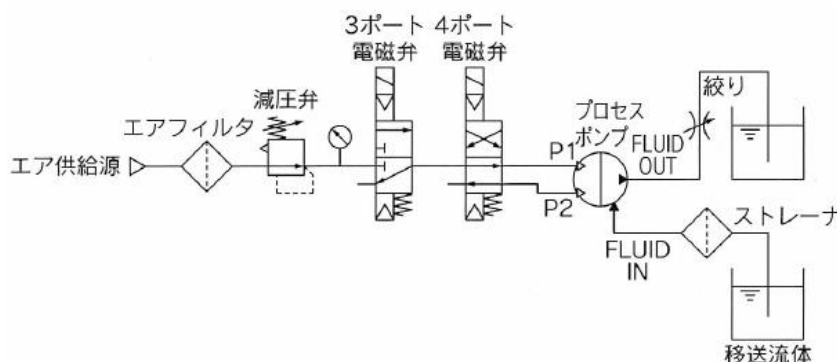 3ポート
電磁弁
4ポート
電磁弁
減圧弁
エアフィルタ
エア供給源
プロセス
ポンプ
P1
P2
絞り
FLUID
OUT
FLUID
IN
ストレーナ
移送流体